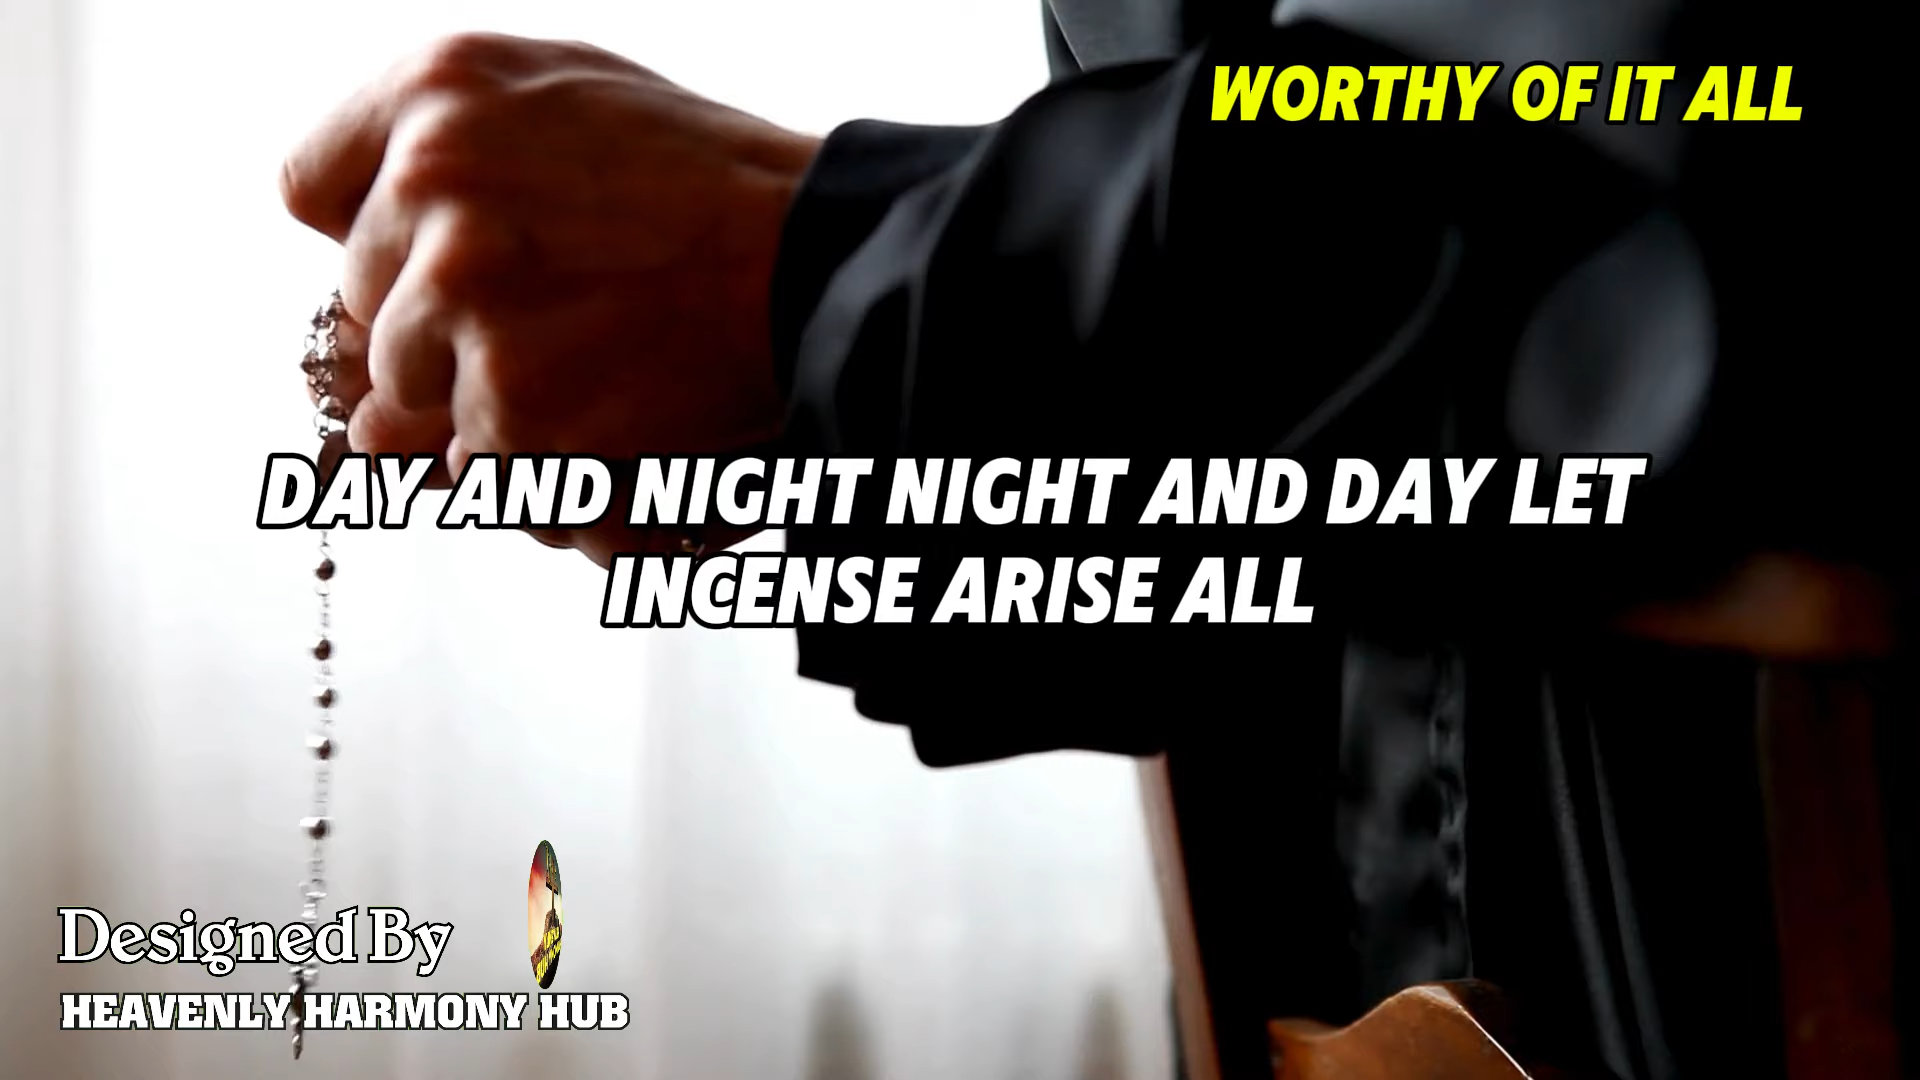 WORTHY OF IT ALL
DAY AND NIGHT NIGHT AND DAY LET
INCENSE ARISE ALL
Designed By
HEAVENLY HARMONY HUB